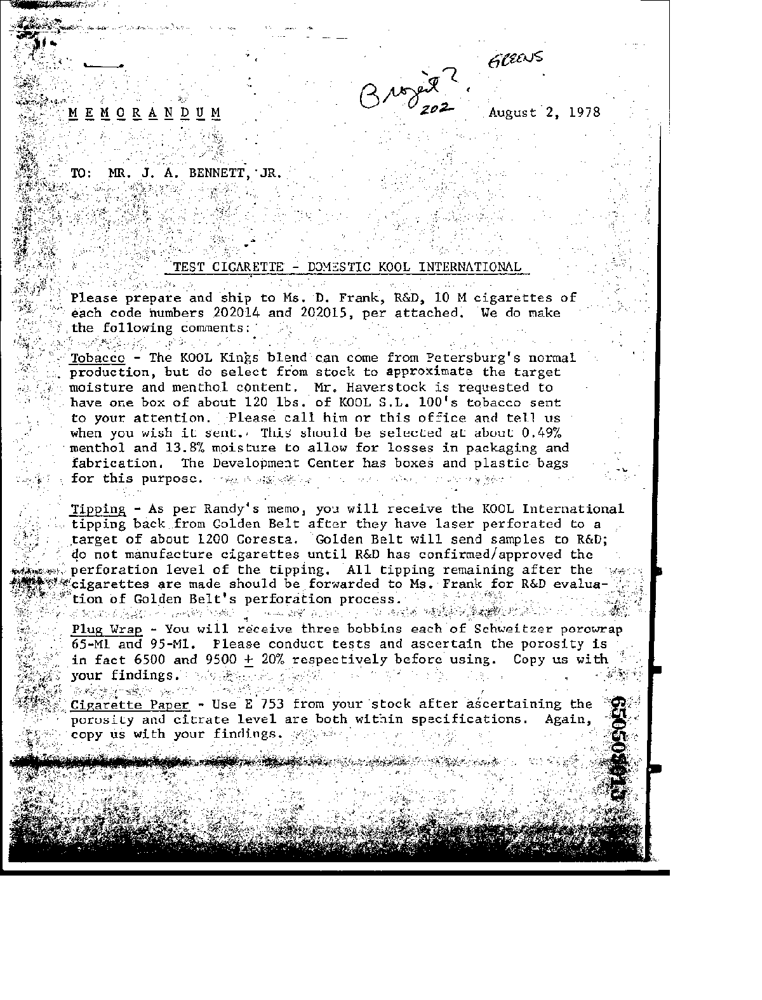 GREENS
Project?
202
MEMORANDUM August 2, 1978
TO: MR. J. A. BENNETT, JR.
TEST CIGARETTE - DOMESTIC KOOL INTERNATIONAL
Please prepare and ship to Ms. D. Frank, R&D, 10 M cigarettes of
each code numbers 202014 and 202015, per attached. We do make
the following comments:
Tobacco - The KOOL Kings blend can come from Petersburg's normal
production, but do select from stock to approximate the target
moisture and menthol content. Mr. Haverstock is requested to
have one box of about 120 lbs. of KOOL S.L. 100's tobacco sent
to your attention. Please call him or this office and tell us
when you wish it sent. This should be selected at about 0.49%
menthol and 13.8% moisture to allow for losses in packaging and
fabrication. The Development Center has boxes and plastic bags
for this purpose.
Tipping - As per Randy's memo, you will receive the KOOL International
tipping back from Golden Belt after they have laser perforated to a
target of about 1200 Coresta. Golden Belt will send samples to R&D;
do not manufacture cigarettes until R&D has confirmed/approved the
perforation level of the tipping. All tipping remaining after the
cigarettes are made should be forwarded to Ms. Frank for R&D evalua-
tion of Golden Belt's perforation process.
Plug Wrap - You will receive three bobbins each of Schweitzer porowrap
65-M1 and 95-M1. Please conduct tests and ascertain the porosity is
in fact 6500 and 9500 ± 20% respectively before using. Copy us with
your findings.
Cigarette Paper - Use E 753 from your stock after ascertaining the
porosity and citrate level are both within specifications. Again,
copy us with your findings.